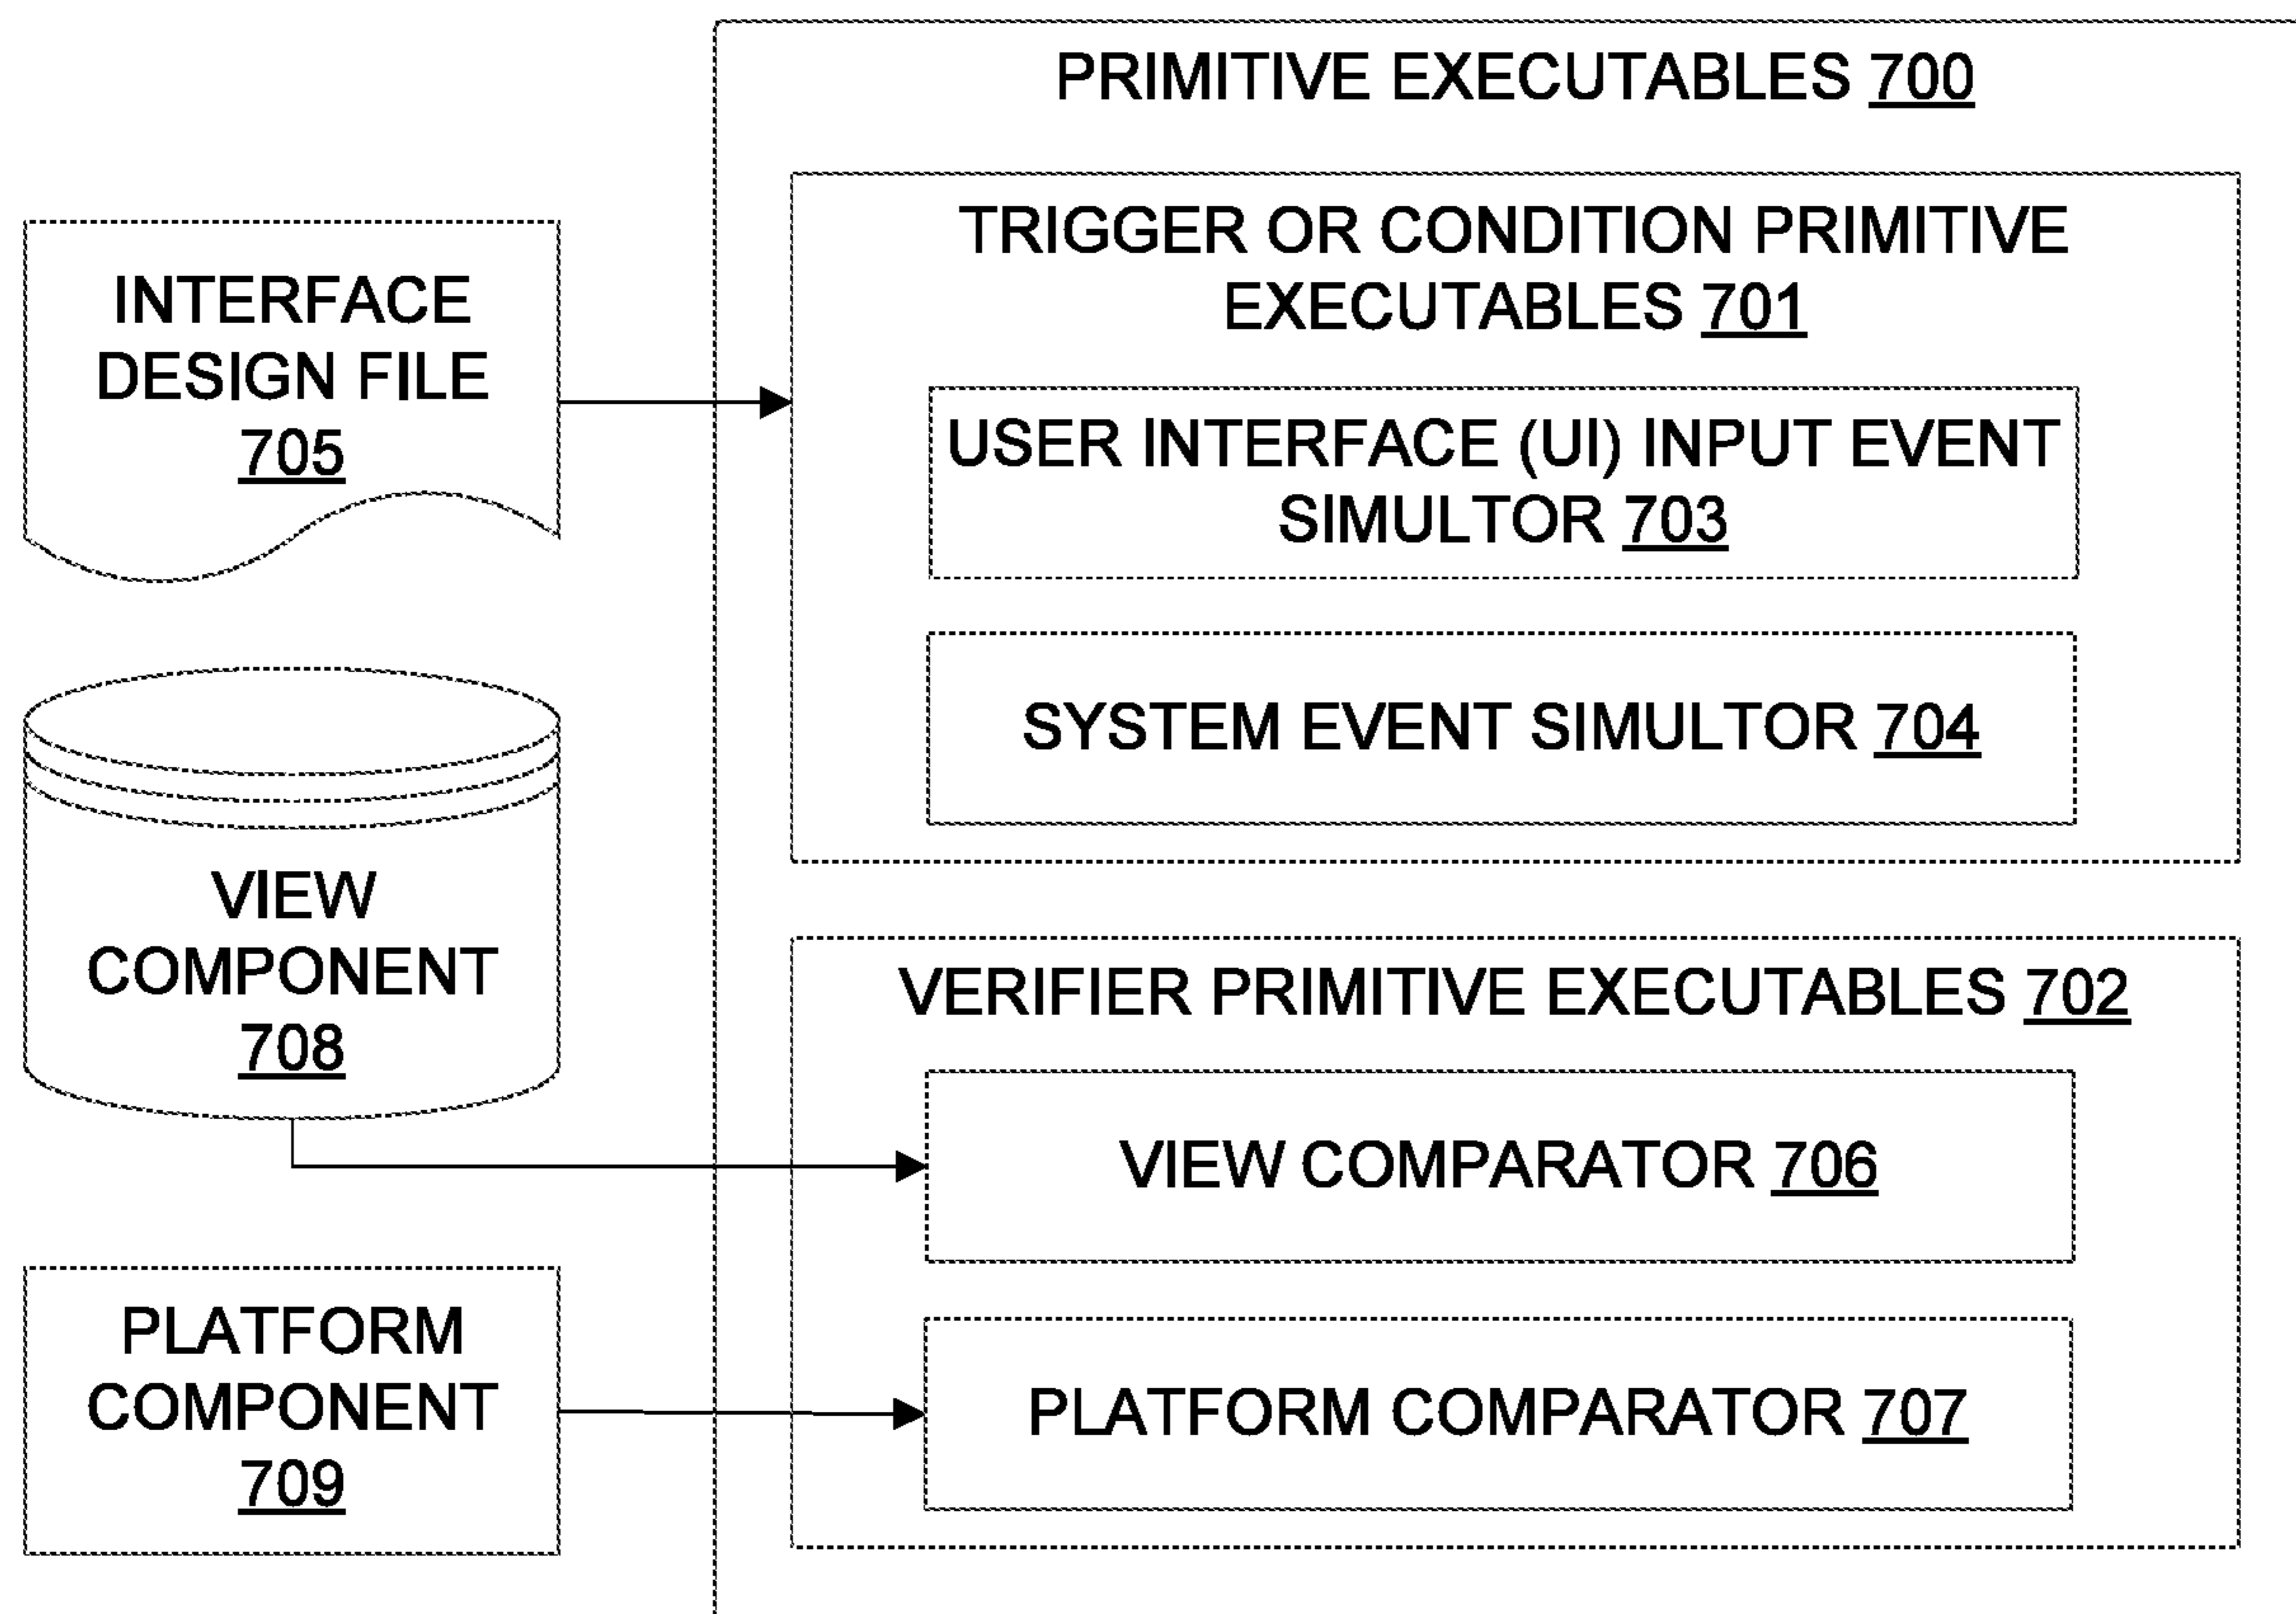 PRIMITIVE EXECUTABLES 700
INTERFACE
DESIGN FILE
705
TRIGGER OR CONDITION PRIMITIVE
EXECUTABLES 701
USER INTERFACE (UI) INPUT EVENT
SIMULTOR 703
SYSTEM EVENT SIMULTOR 704
VIEW
COMPONENT
708
VERIFIER PRIMITIVE EXECUTABLES 702
VIEW COMPARATOR 706
PLATFORM
COMPONENT
709
PLATFORM COMPARATOR 707